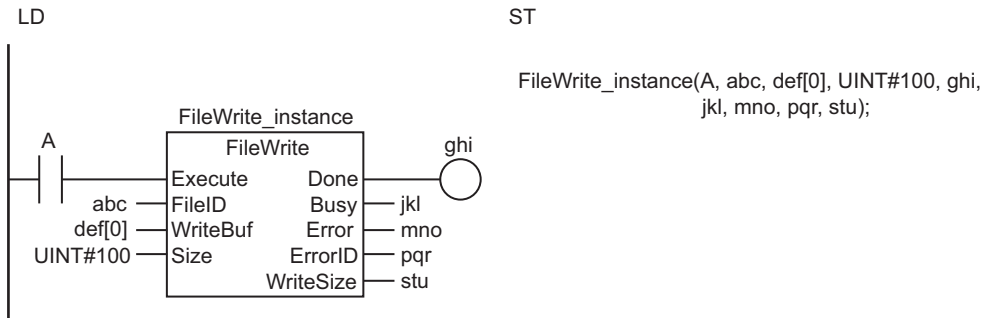 LD
ST
FileWrite_instance(A, abc, def[0], UINT#100, ghi,
jkl, mno, pqr, stu);
FileWrite_instance
A
FileWrite
ghi
Execute Done
abc FileID Busy jkl
def[0] WriteBuf Error mno
UINT#100 Size ErrorID pqr
WriteSize stu